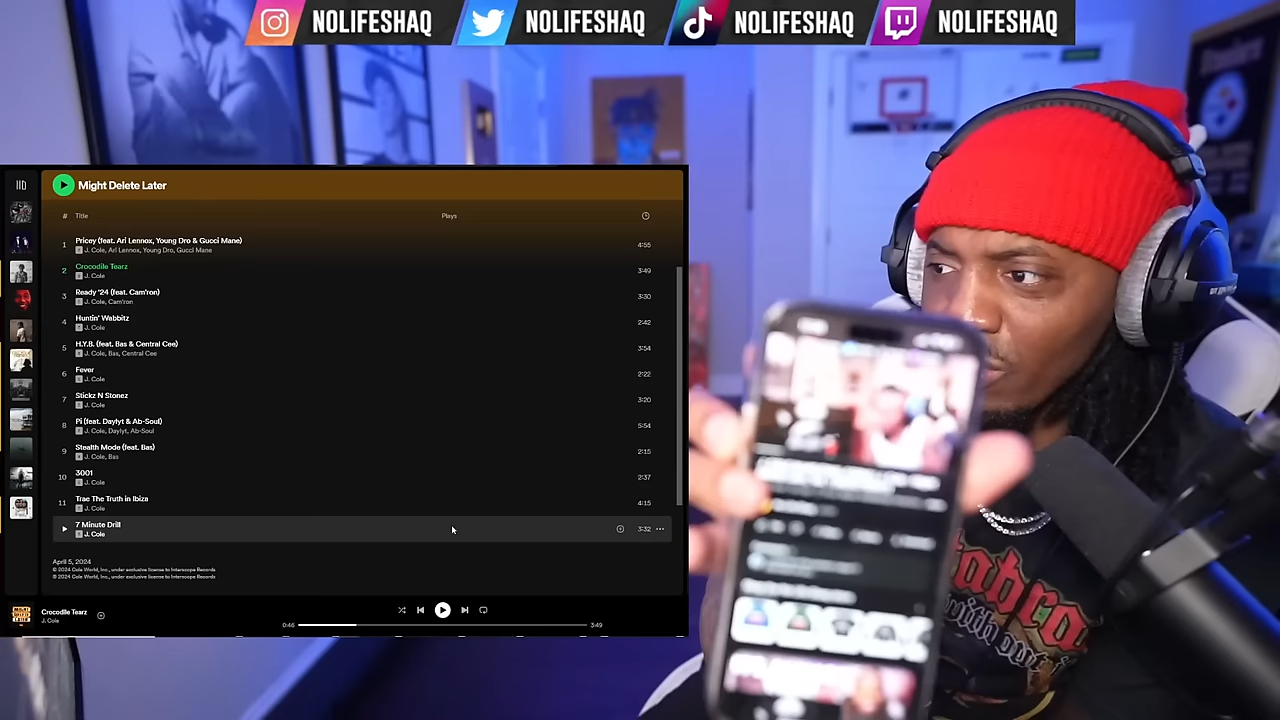 NOLIFESHAQ NOLIFESHAQ NOLIFESHAQ NOLIFESHAQ
Steelers
Might Delete Later
# Title Plays
1 Pricey (feat. Ari Lennox, Young Dro & Gucci Mane) 4:55
E J. Cole, Ari Lennox, Young Dro, Gucci Mane
2 Crocodile Tearz 3:49
E J. Cole
3 Ready '24 (feat. Cam'ron) 3:30
E J. Cole, Cam'ron
4 Huntin' Wabbitz 2:42
E J. Cole
5 H.Y.B. (feat. Bas & Central Cee) 3:54
E J. Cole, Bas, Central Cee
6 Fever 2:22
E J. Cole
7 Stickz N Stonez 3:20
E J. Cole
8 Pi (feat. Daylyt & Ab-Soul) 5:54
E J. Cole, Daylyt, Ab-Soul
9 Stealth Mode (feat. Bas) 2:15
E J. Cole, Bas
10 3001 2:37
E J. Cole
11 Trae The Truth in Ibiza 4:15
E J. Cole
7 Minute Drill 3:32
E J. Cole
April 5, 2024
© 2024 Cole World, Inc., under exclusive license to Interscope Records
℗ 2024 Cole World, Inc., under exclusive license to Interscope Records
Crocodile Tearz
J. Cole
0:46 3:49
with out